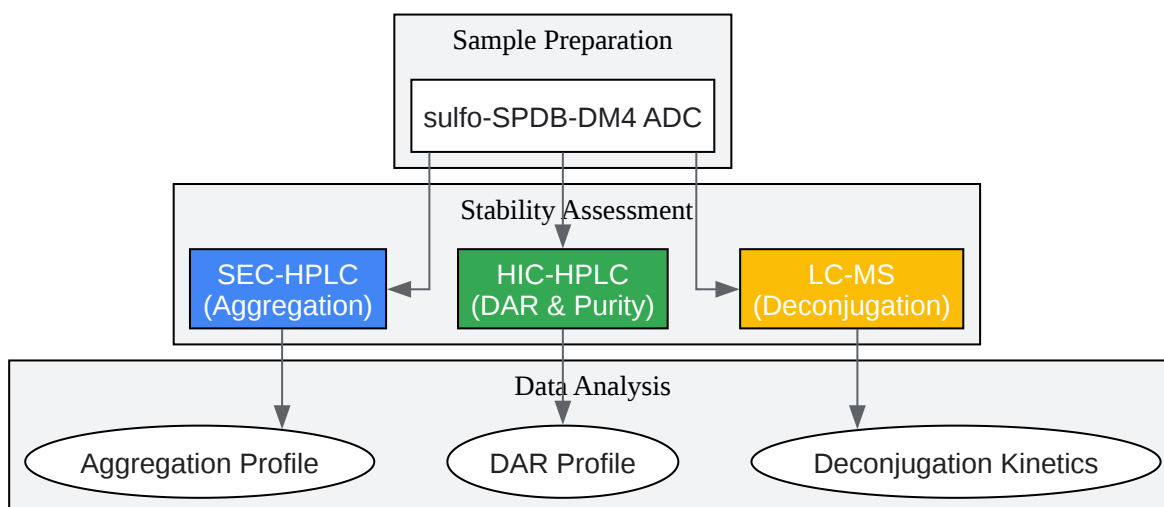 Sample Preparation
sulfo-SPDB-DM4 ADC
Stability Assessment
SEC-HPLC
(Aggregation)
HIC-HPLC
(DAR & Purity)
LC-MS
(Deconjugation)
Data Analysis
Aggregation Profile
DAR Profile
Deconjugation Kinetics